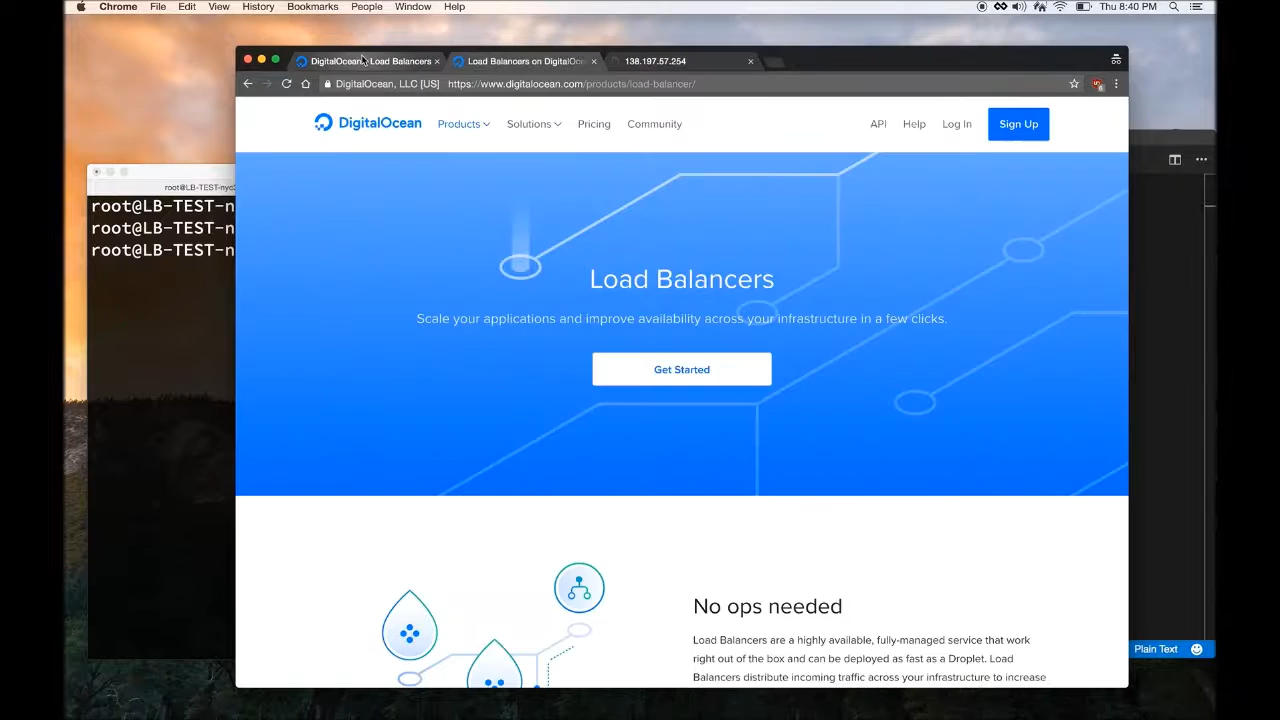 Chrome File Edit View History Bookmarks People Window Help
Thu 8:40 PM
DigitalOcean Load Balancers
Load Balancers on DigitalOce
138.197.57.254
DigitalOcean, LLC [US] https://www.digitalocean.com/products/load-balancer/
DigitalOcean Products Solutions Pricing Community
API Help Log In Sign Up
root@LB-TEST-nyc
root@LB-TEST-n
root@LB-TEST-n
root@LB-TEST-n
Load Balancers
Scale your applications and improve availability across your infrastructure in a few clicks.
Get Started
No ops needed
Load Balancers are a highly available, fully-managed service that work
right out of the box and can be deployed as fast as a Droplet. Load
Balancers distribute incoming traffic across your infrastructure to increase
Plain Text